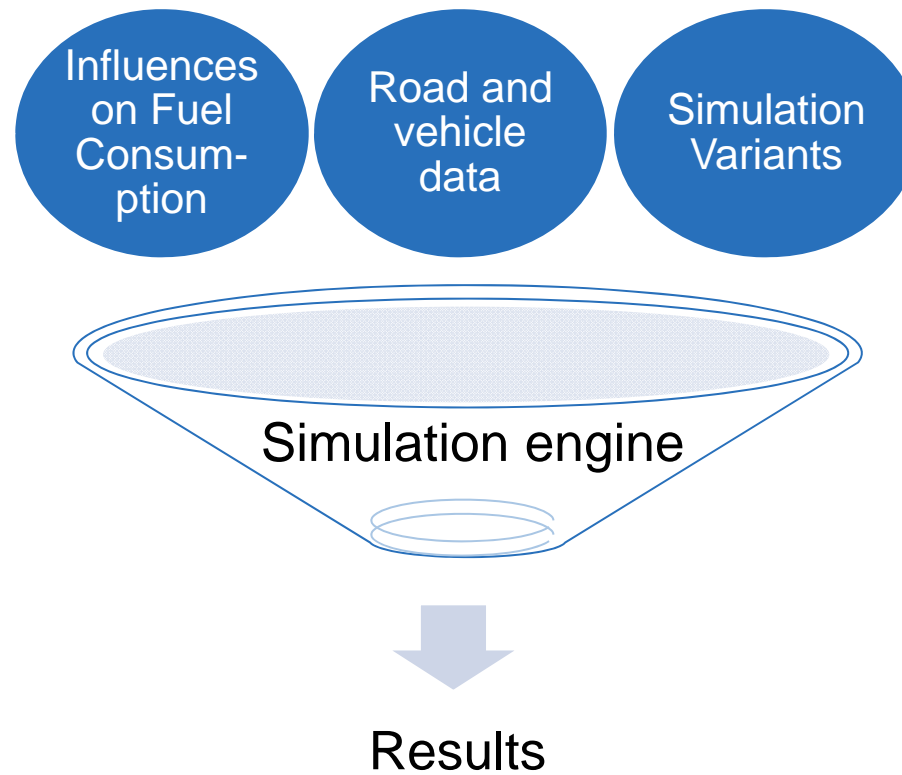 Influences
on Fuel
Consum-
ption
Road and
vehicle
data
Simulation
Variants
Simulation engine
Results